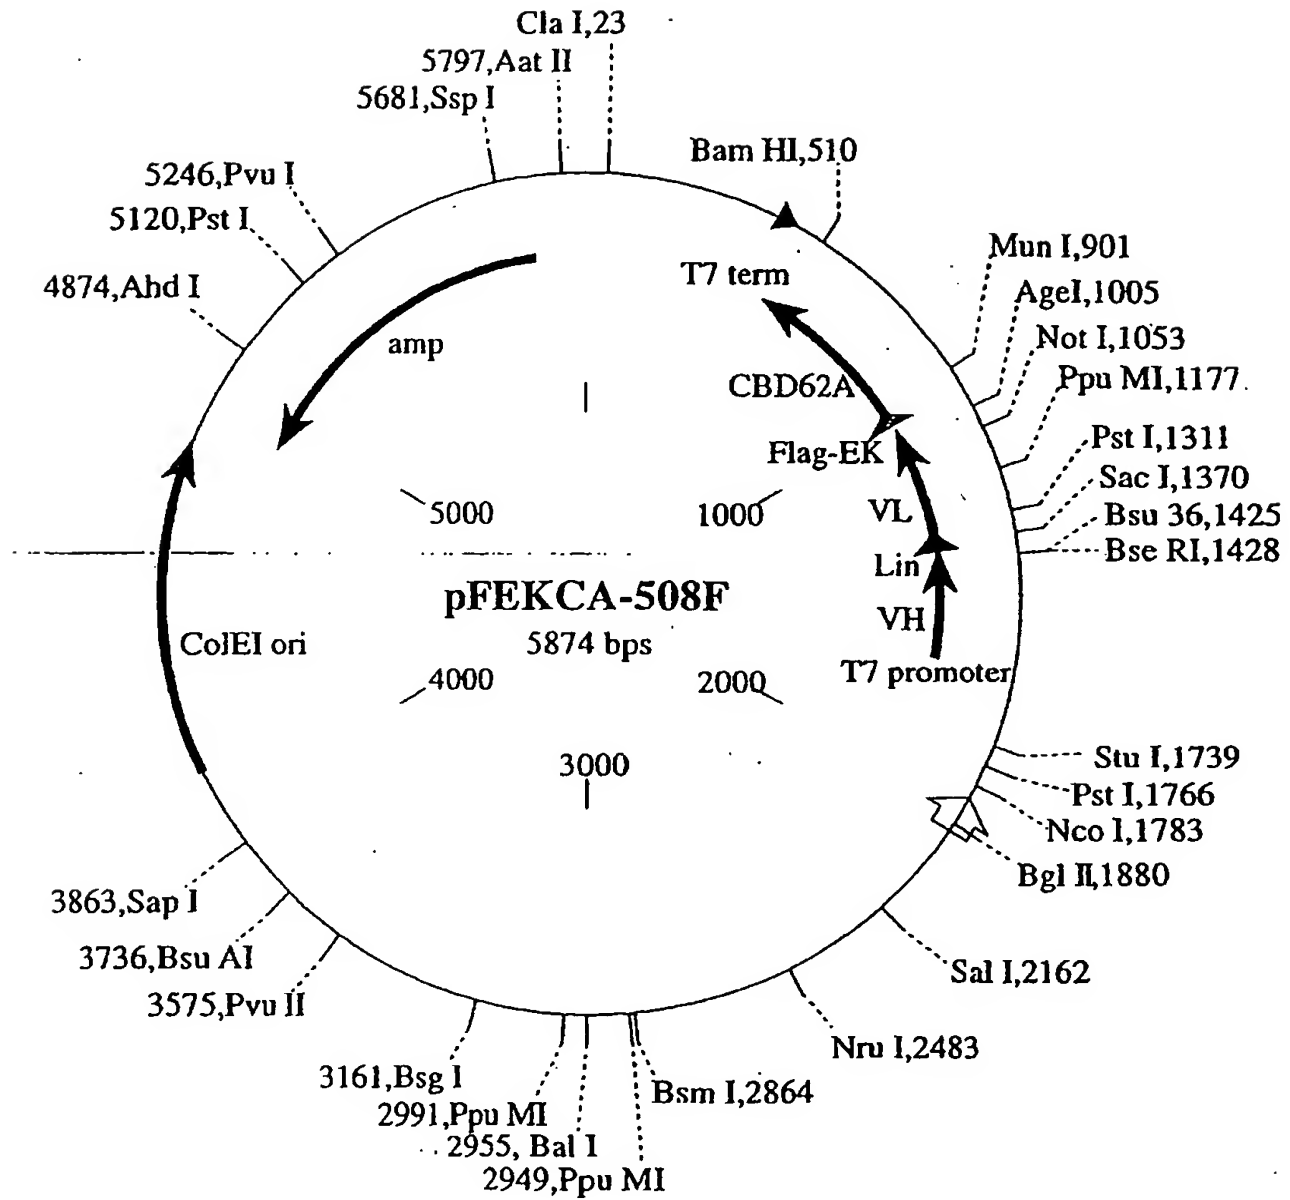 Cla I,23
5797,Aat II
5681,Ssp I
Bam HI,510
5246,Pvu I
5120,Pst I
4874,Ahd I
Mun I,901
AgeI,1005
Not I,1053
Ppu MI,1177
Pst I,1311
Sac I,1370
Bsu 36,1425
Bse RI,1428
T7 term
amp
CBD62A
Flag-EK
VL
Lin
VH
T7 promoter
5000
1000
pFEKCA-508F
5874 bps
ColEI ori
4000
2000
3000
Stu I,1739
Pst I,1766
Nco I,1783
Bgl II,1880
Sal I,2162
Nru I,2483
Bsm I,2864
3863,Sap I
3736,Bsu AI
3575,Pvu II
3161,Bsg I
2991,Ppu MI
2955, Bal I
2949,Ppu MI